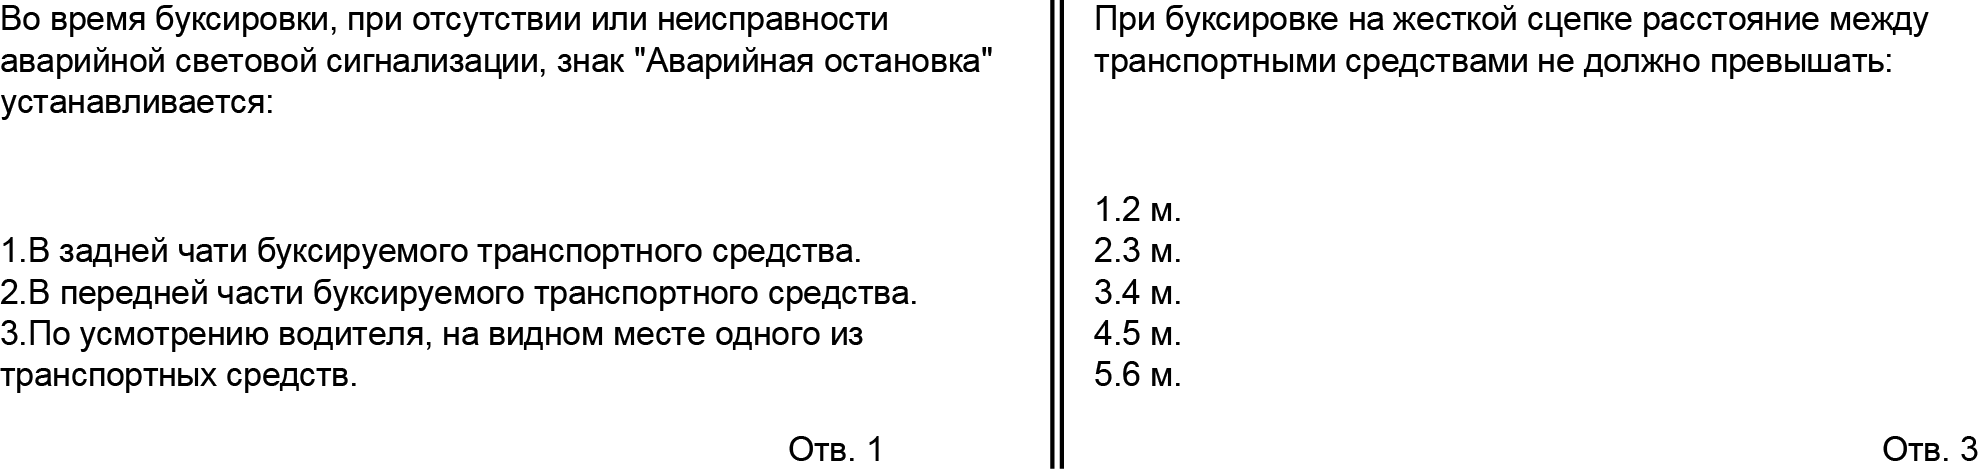 Во время буксировки, при отсутствии или неисправности
аварийной световой сигнализации, знак "Аварийная остановка"
устанавливается:
1.В задней чати буксируемого транспортного средства.
2.В передней части буксируемого транспортного средства.
3.По усмотрению водителя, на видном месте одного из
транспортных средств.
Отв. 1
При буксировке на жесткой сцепке расстояние между
транспортными средствами не должно превышать:
1.2 м.
2.3 м.
3.4 м.
4.5 м.
5.6 м.
Отв. 3